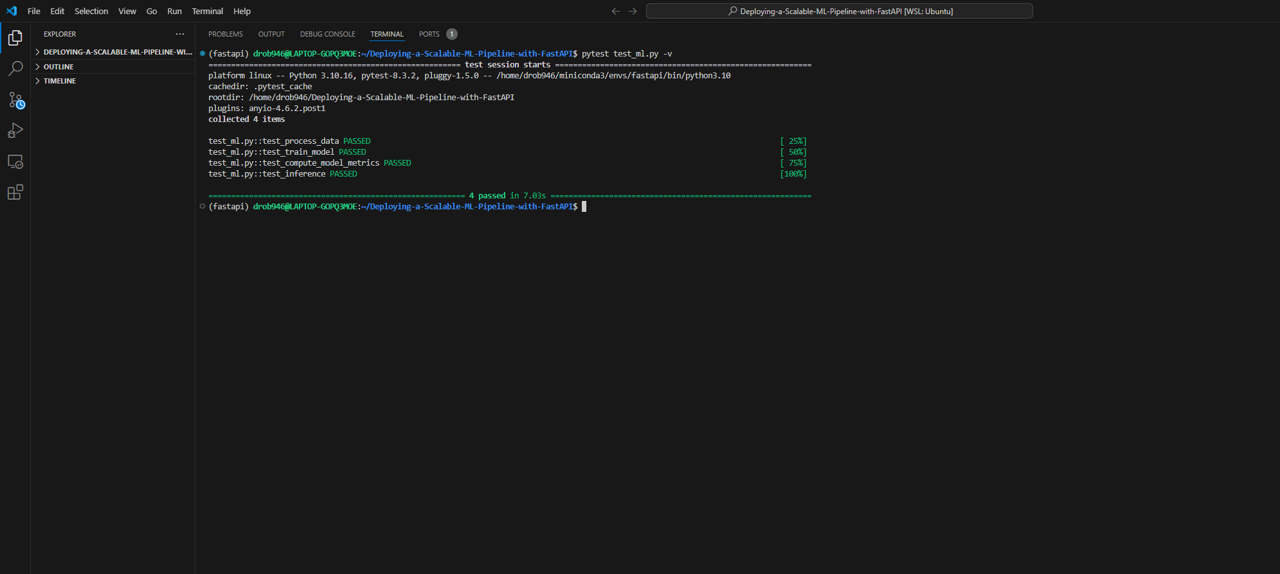 File Edit Selection View Go Run Terminal Help
Deploying-a-Scalable-ML-Pipeline-with-FastAPI [WSL: Ubuntu]
EXPLORER ...
DEPLOYING-A-SCALABLE-ML-PIPELINE-WI...
OUTLINE
TIMELINE
PROBLEMS OUTPUT DEBUG CONSOLE TERMINAL PORTS 1
(fastapi) drob946@LAPTOP-GOPQ3MOE:~/Deploying-a-Scalable-ML-Pipeline-with-FastAPI$ pytest test_ml.py -v
======================================================== test session starts =========================================================
platform linux -- Python 3.10.16, pytest-8.3.2, pluggy-1.5.0 -- /home/drob946/miniconda3/envs/fastapi/bin/python3.10
cachedir: .pytest_cache
rootdir: /home/drob946/Deploying-a-Scalable-ML-Pipeline-with-FastAPI
plugins: anyio-4.6.2.post1
collected 4 items
test_ml.py::test_process_data PASSED [ 25%]
test_ml.py::test_train_model PASSED [ 50%]
test_ml.py::test_compute_model_metrics PASSED [ 75%]
test_ml.py::test_inference PASSED [100%]
========================================================= 4 passed in 7.03s ==========================================================
(fastapi) drob946@LAPTOP-GOPQ3MOE:~/Deploying-a-Scalable-ML-Pipeline-with-FastAPI$